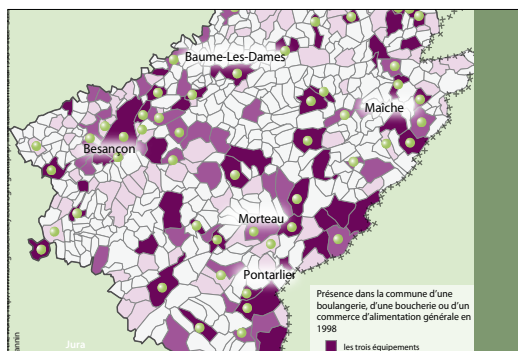 Baume-Les-Dames
Maîche
Besançon
Morteau
Pontarlier
Présence dans la commune d'une
boulangerie, d'une boucherie ou d'un
commerce d'alimentation générale en
1998
les trois équipements
Jura
annin